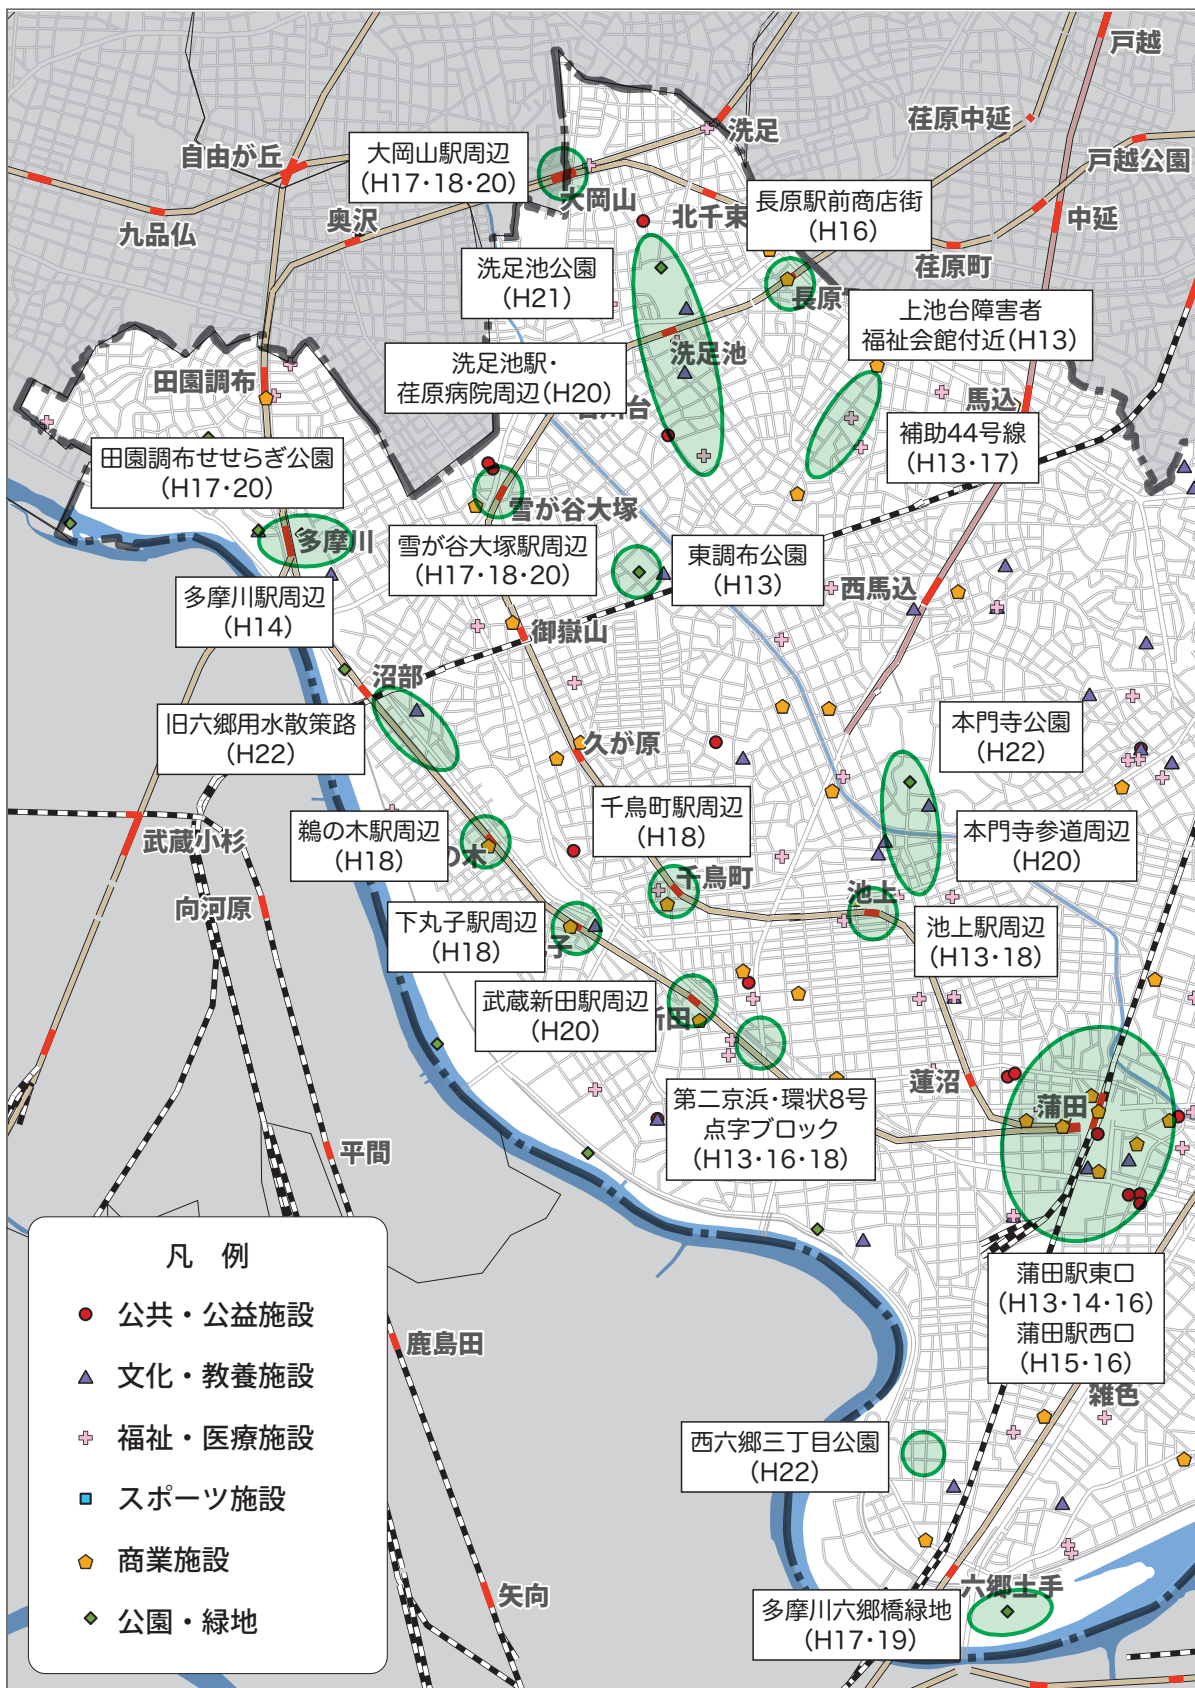 戸越
荏原中延
洗足
戸越公園
自由が丘
大岡山駅周辺
(H17・18・20)
大岡山
北千束
長原駅前商店街
(H16)
中延
九品仏
奥沢
荏原町
洗足池公園
(H21)
長原
上池台障害者
福祉会館付近(H13)
洗足池
洗足池駅・
荏原病院周辺(H20)
田園調布
馬込
補助44号線
(H13・17)
田園調布せせらぎ公園
(H17・20)
雪が谷大塚
多摩川
雪が谷大塚駅周辺
(H17・18・20)
東調布公園
(H13)
西馬込
多摩川駅周辺
(H14)
御嶽山
沼部
旧六郷用水散策路
(H22)
本門寺公園
(H22)
久が原
千鳥町駅周辺
(H18)
鵜の木駅周辺
(H18)
の木
本門寺参道周辺
(H20)
武蔵小杉
千鳥町
池上
向河原
下丸子駅周辺
(H18)
子
池上駅周辺
(H13・18)
武蔵新田駅周辺
(H20)
新田
蓮沼
第二京浜・環状8号
点字ブロック
(H13・16・18)
蒲田
平間
蒲田駅東口
(H13・14・16)
蒲田駅西口
(H15・16)
雑色
鹿島田
西六郷三丁目公園
(H22)
矢向
六郷土手
多摩川六郷橋緑地
(H17・19)
凡 例
公共・公益施設
文化・教養施設
福祉・医療施設
スポーツ施設
商業施設
公園・緑地